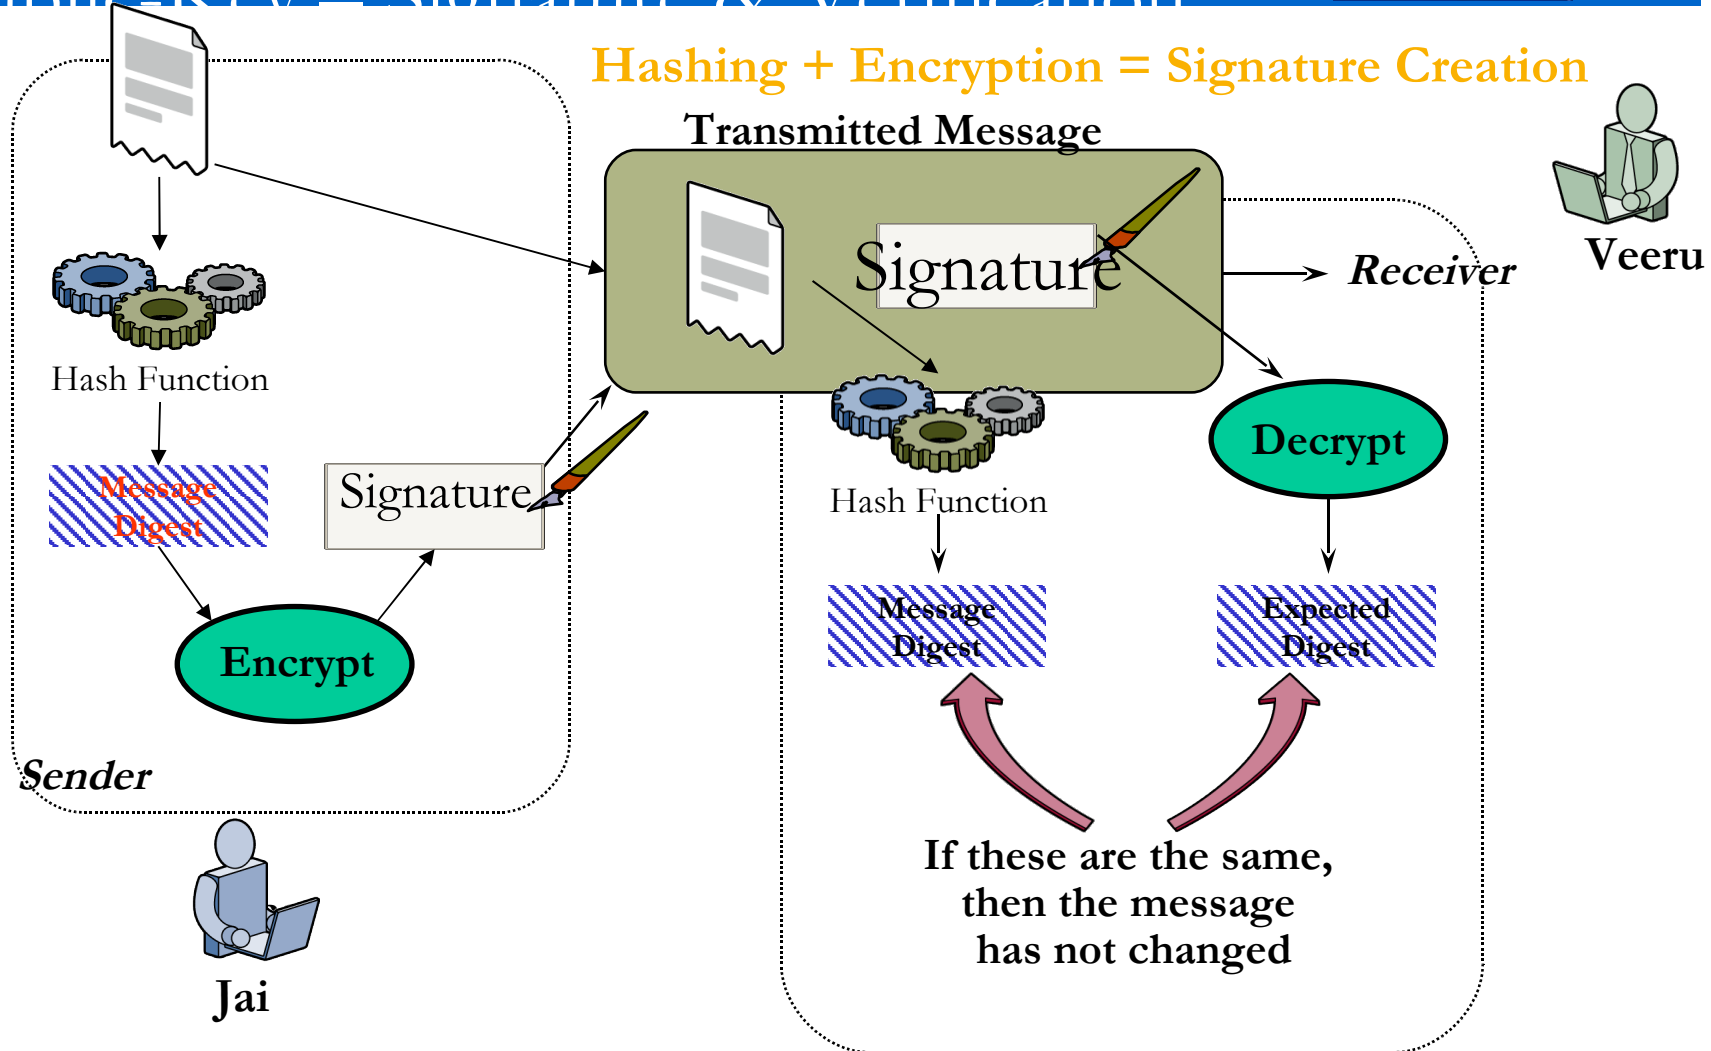 Hashing + Encryption = Signature Creation
Transmitted Message
Signature
Receiver
Veeru
Hash Function
Message
Digest
Signature
Encrypt
Sender
Jai
Hash Function
Decrypt
Message
Digest
Expected
Digest
If these are the same,
then the message
has not changed